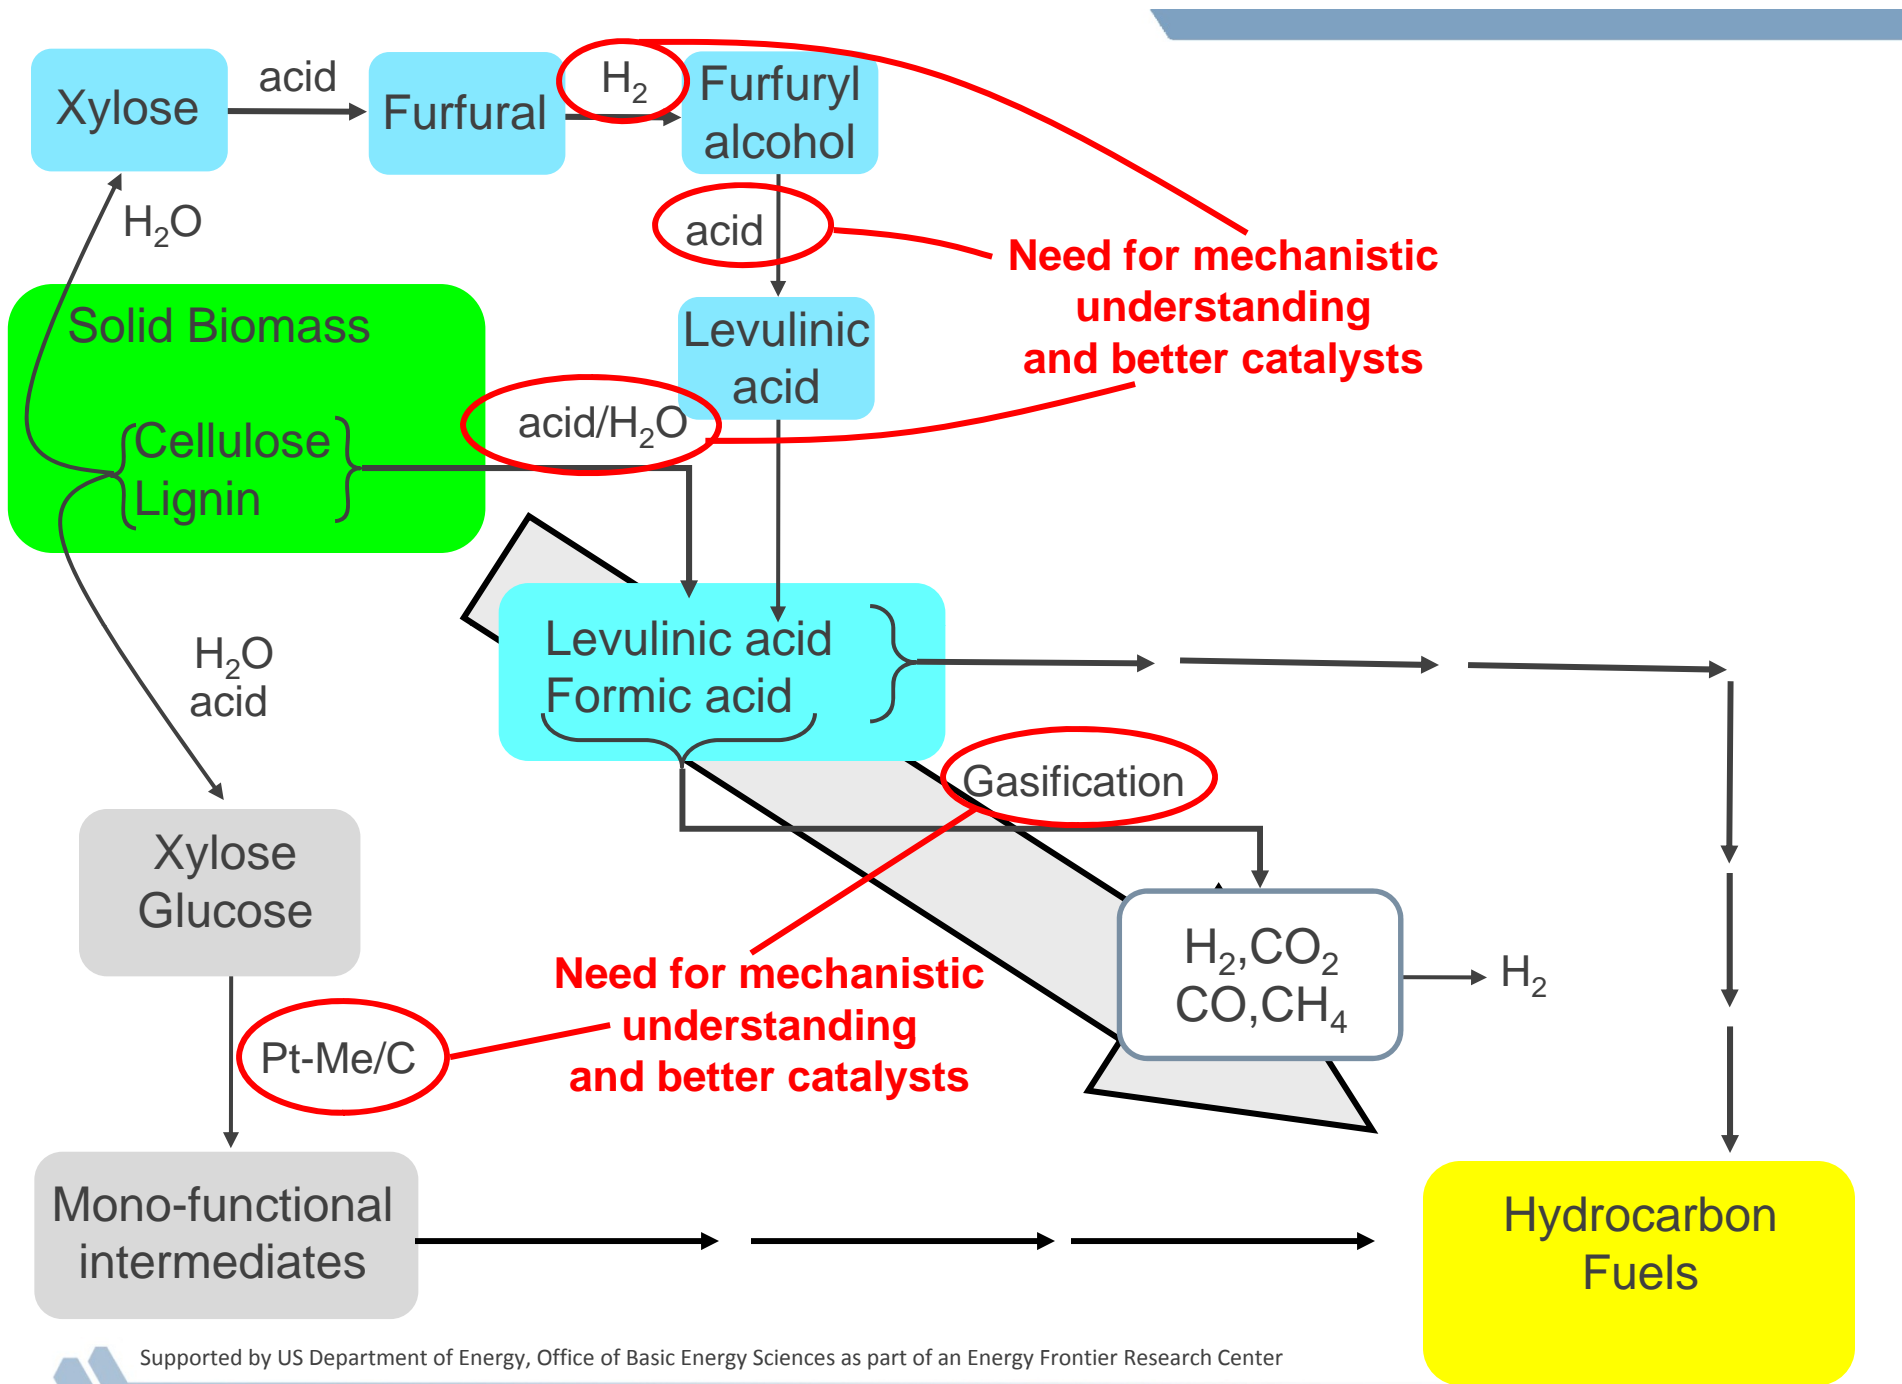 Xylose
acid
Furfural
H₂
Furfuryl
alcohol
H₂O
acid
Need for mechanistic
understanding
and better catalysts
Solid Biomass
Levulinic
acid
Cellulose
Lignin
acid/H₂O
Levulinic acid
Formic acid
H₂O
acid
Gasification
Xylose
Glucose
H₂,CO₂
CO,CH₄
H₂
Need for mechanistic
understanding
and better catalysts
Pt-Me/C
Mono-functional
intermediates
Hydrocarbon
Fuels
Supported by US Department of Energy, Office of Basic Energy Sciences as part of an Energy Frontier Research Center